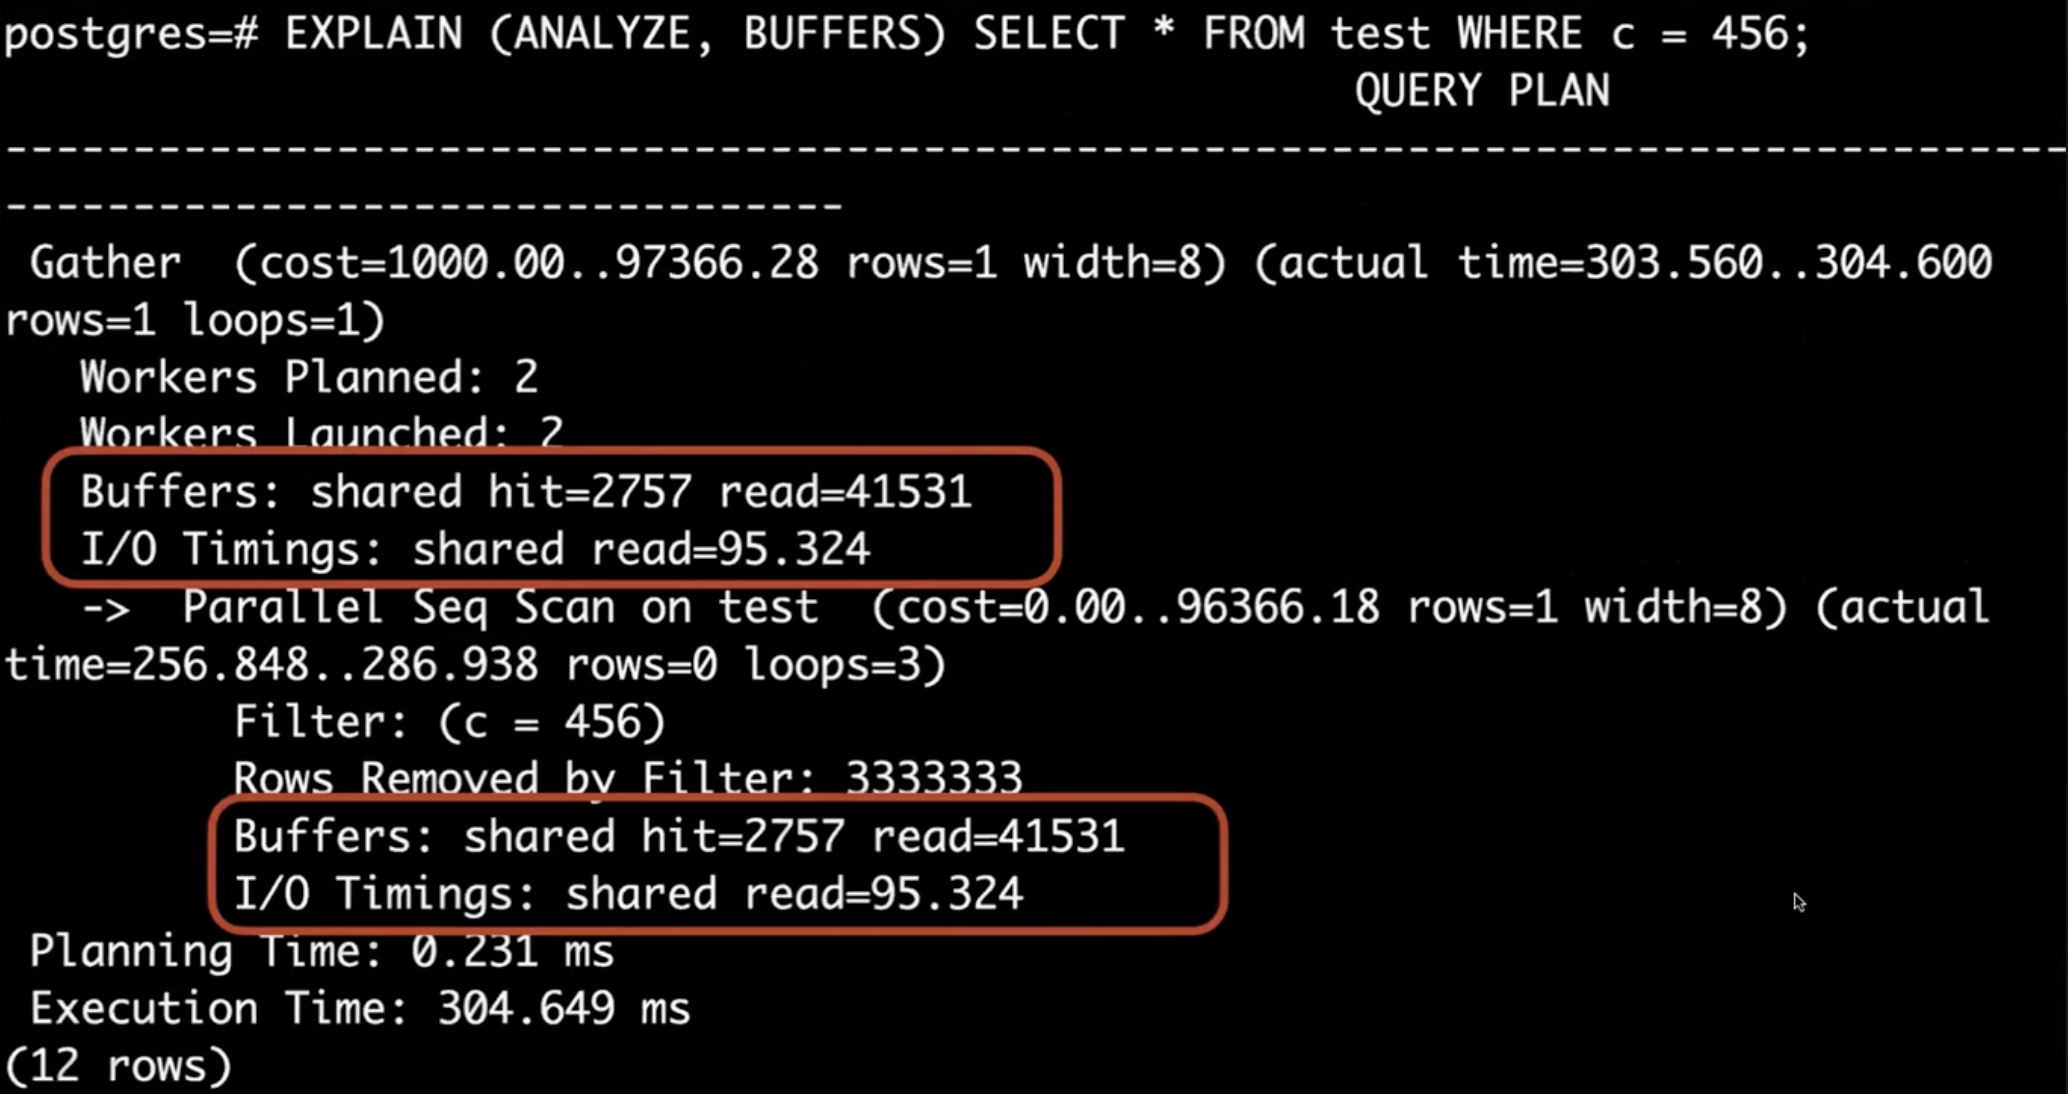 postgres=# EXPLAIN (ANALYZE, BUFFERS) SELECT * FROM test WHERE c = 456;
QUERY PLAN
---------------------------------------------------------------------------------
---------------------------------
Gather  (cost=1000.00..97366.28 rows=1 width=8) (actual time=303.560..304.600
rows=1 loops=1)
Workers Planned: 2
Workers Launched: 2
Buffers: shared hit=2757 read=41531
I/O Timings: shared read=95.324
->  Parallel Seq Scan on test  (cost=0.00..96366.18 rows=1 width=8) (actual
time=256.848..286.938 rows=0 loops=3)
Filter: (c = 456)
Rows Removed by Filter: 3333333
Buffers: shared hit=2757 read=41531
I/O Timings: shared read=95.324
Planning Time: 0.231 ms
Execution Time: 304.649 ms
(12 rows)